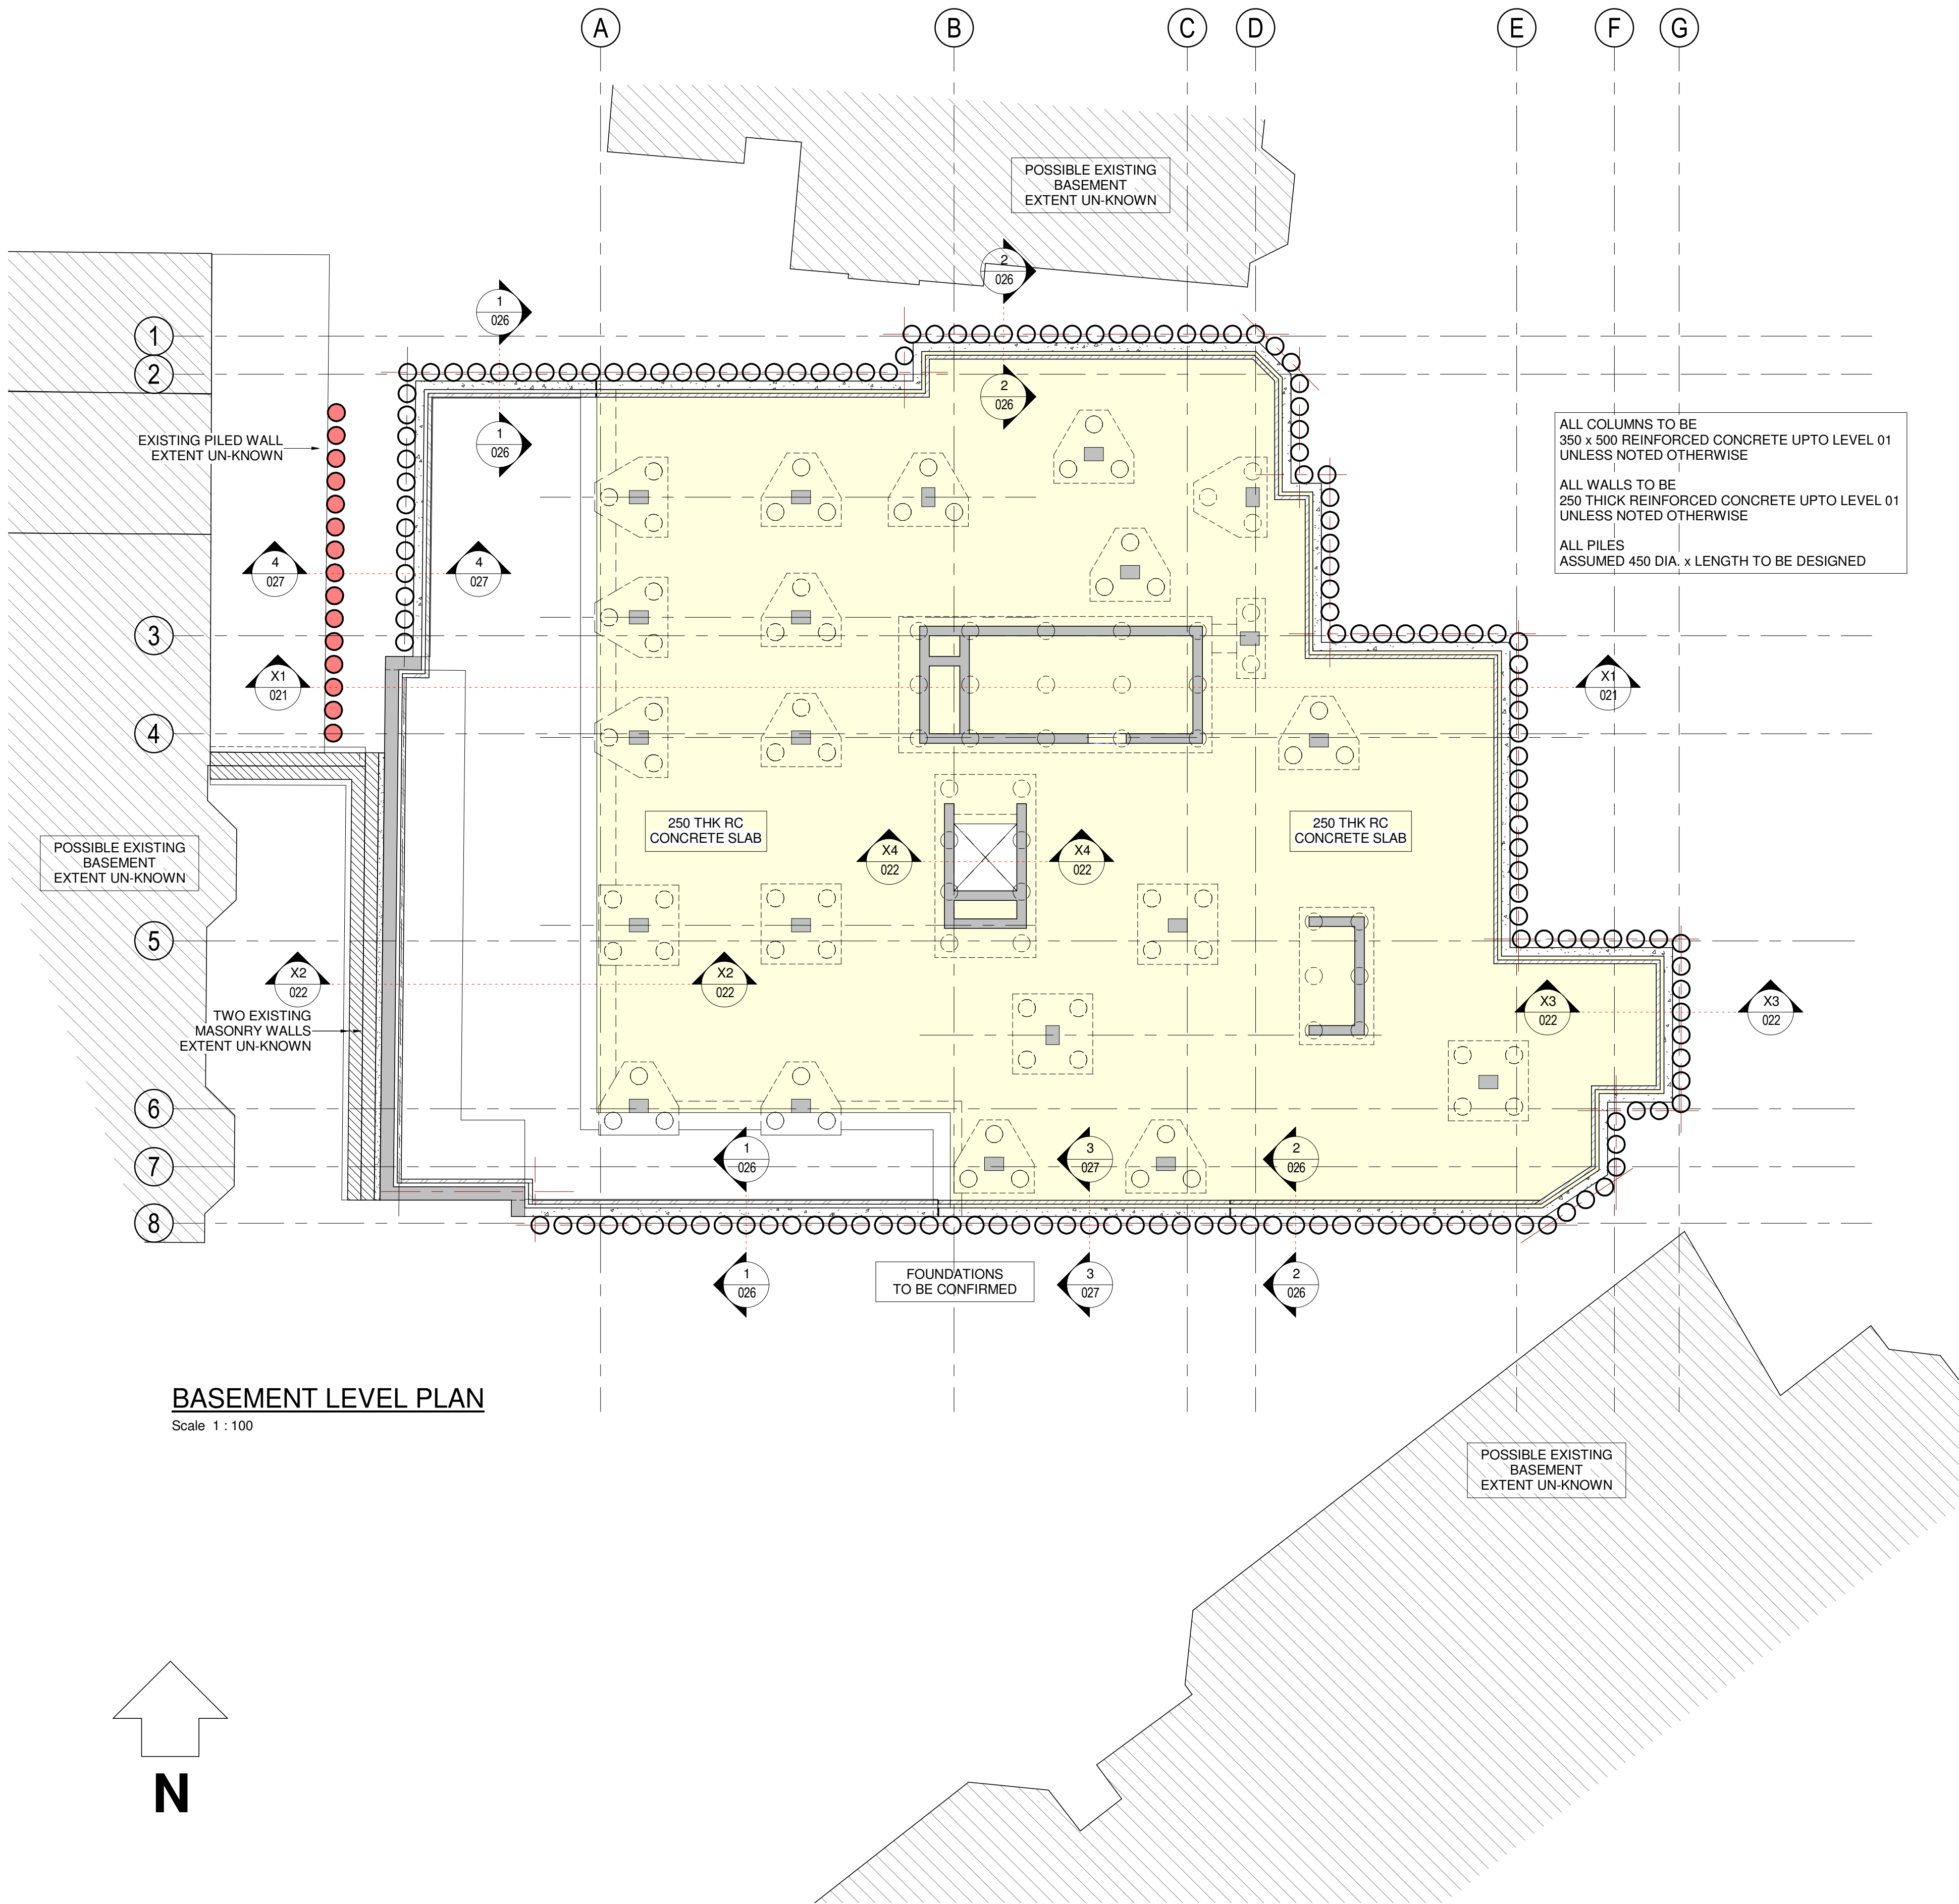 A
B
C
D
E
F
G
POSSIBLE EXISTING
BASEMENT
EXTENT UN-KNOWN
2
026
1
026
1
2
2
026
1
026
EXISTING PILED WALL
EXTENT UN-KNOWN
ALL COLUMNS TO BE
350 x 500 REINFORCED CONCRETE UPTO LEVEL 01
UNLESS NOTED OTHERWISE
ALL WALLS TO BE
250 THICK REINFORCED CONCRETE UPTO LEVEL 01
UNLESS NOTED OTHERWISE
ALL PILES
ASSUMED 450 DIA. x LENGTH TO BE DESIGNED
4
027
4
027
3
X1
021
X1
021
4
250 THK RC
CONCRETE SLAB
250 THK RC
CONCRETE SLAB
POSSIBLE EXISTING
BASEMENT
EXTENT UN-KNOWN
X4
022
X4
022
5
X2
022
X2
022
X3
022
X3
022
TWO EXISTING
MASONRY WALLS
EXTENT UN-KNOWN
6
7
1
026
3
027
2
026
8
1
026
FOUNDATIONS
TO BE CONFIRMED
3
027
2
026
BASEMENT LEVEL PLAN
Scale 1 : 100
POSSIBLE EXISTING
BASEMENT
EXTENT UN-KNOWN
N